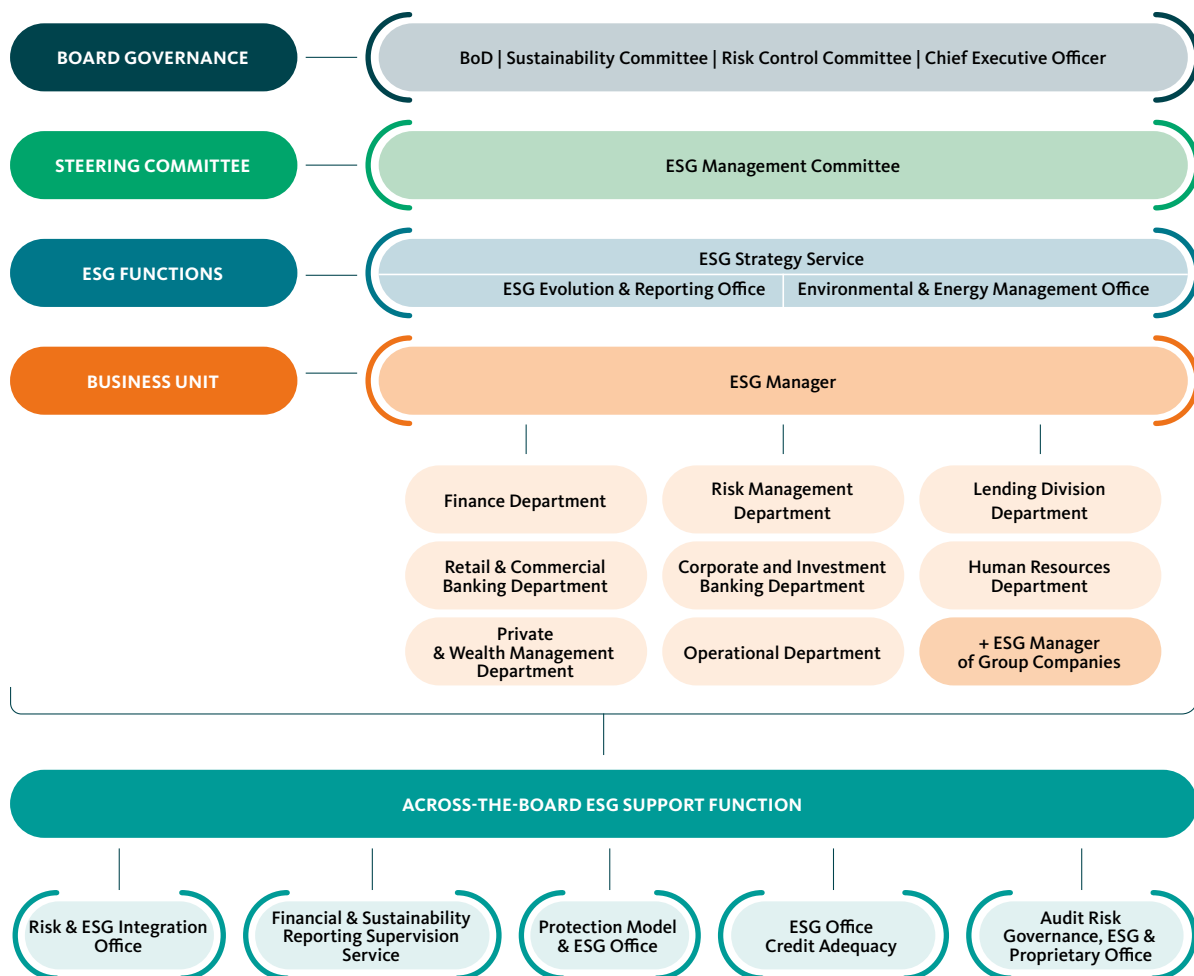 BOARD GOVERNANCE
BoD | Sustainability Committee | Risk Control Committee | Chief Executive Officer
STEERING COMMITTEE
ESG Management Committee
ESG FUNCTIONS
ESG Strategy Service
ESG Evolution & Reporting Office
Environmental & Energy Management Office
BUSINESS UNIT
ESG Manager
Finance Department
Risk Management
Department
Lending Division
Department
Retail & Commercial
Banking Department
Corporate and Investment
Banking Department
Human Resources
Department
Private
& Wealth Management
Department
Operational Department
+ ESG Manager
of Group Companies
ACROSS-THE-BOARD ESG SUPPORT FUNCTION
Risk & ESG Integration
Office
Financial & Sustainability
Reporting Supervision
Service
Protection Model
& ESG Office
ESG Office
Credit Adequacy
Audit Risk
Governance, ESG &
Proprietary Office